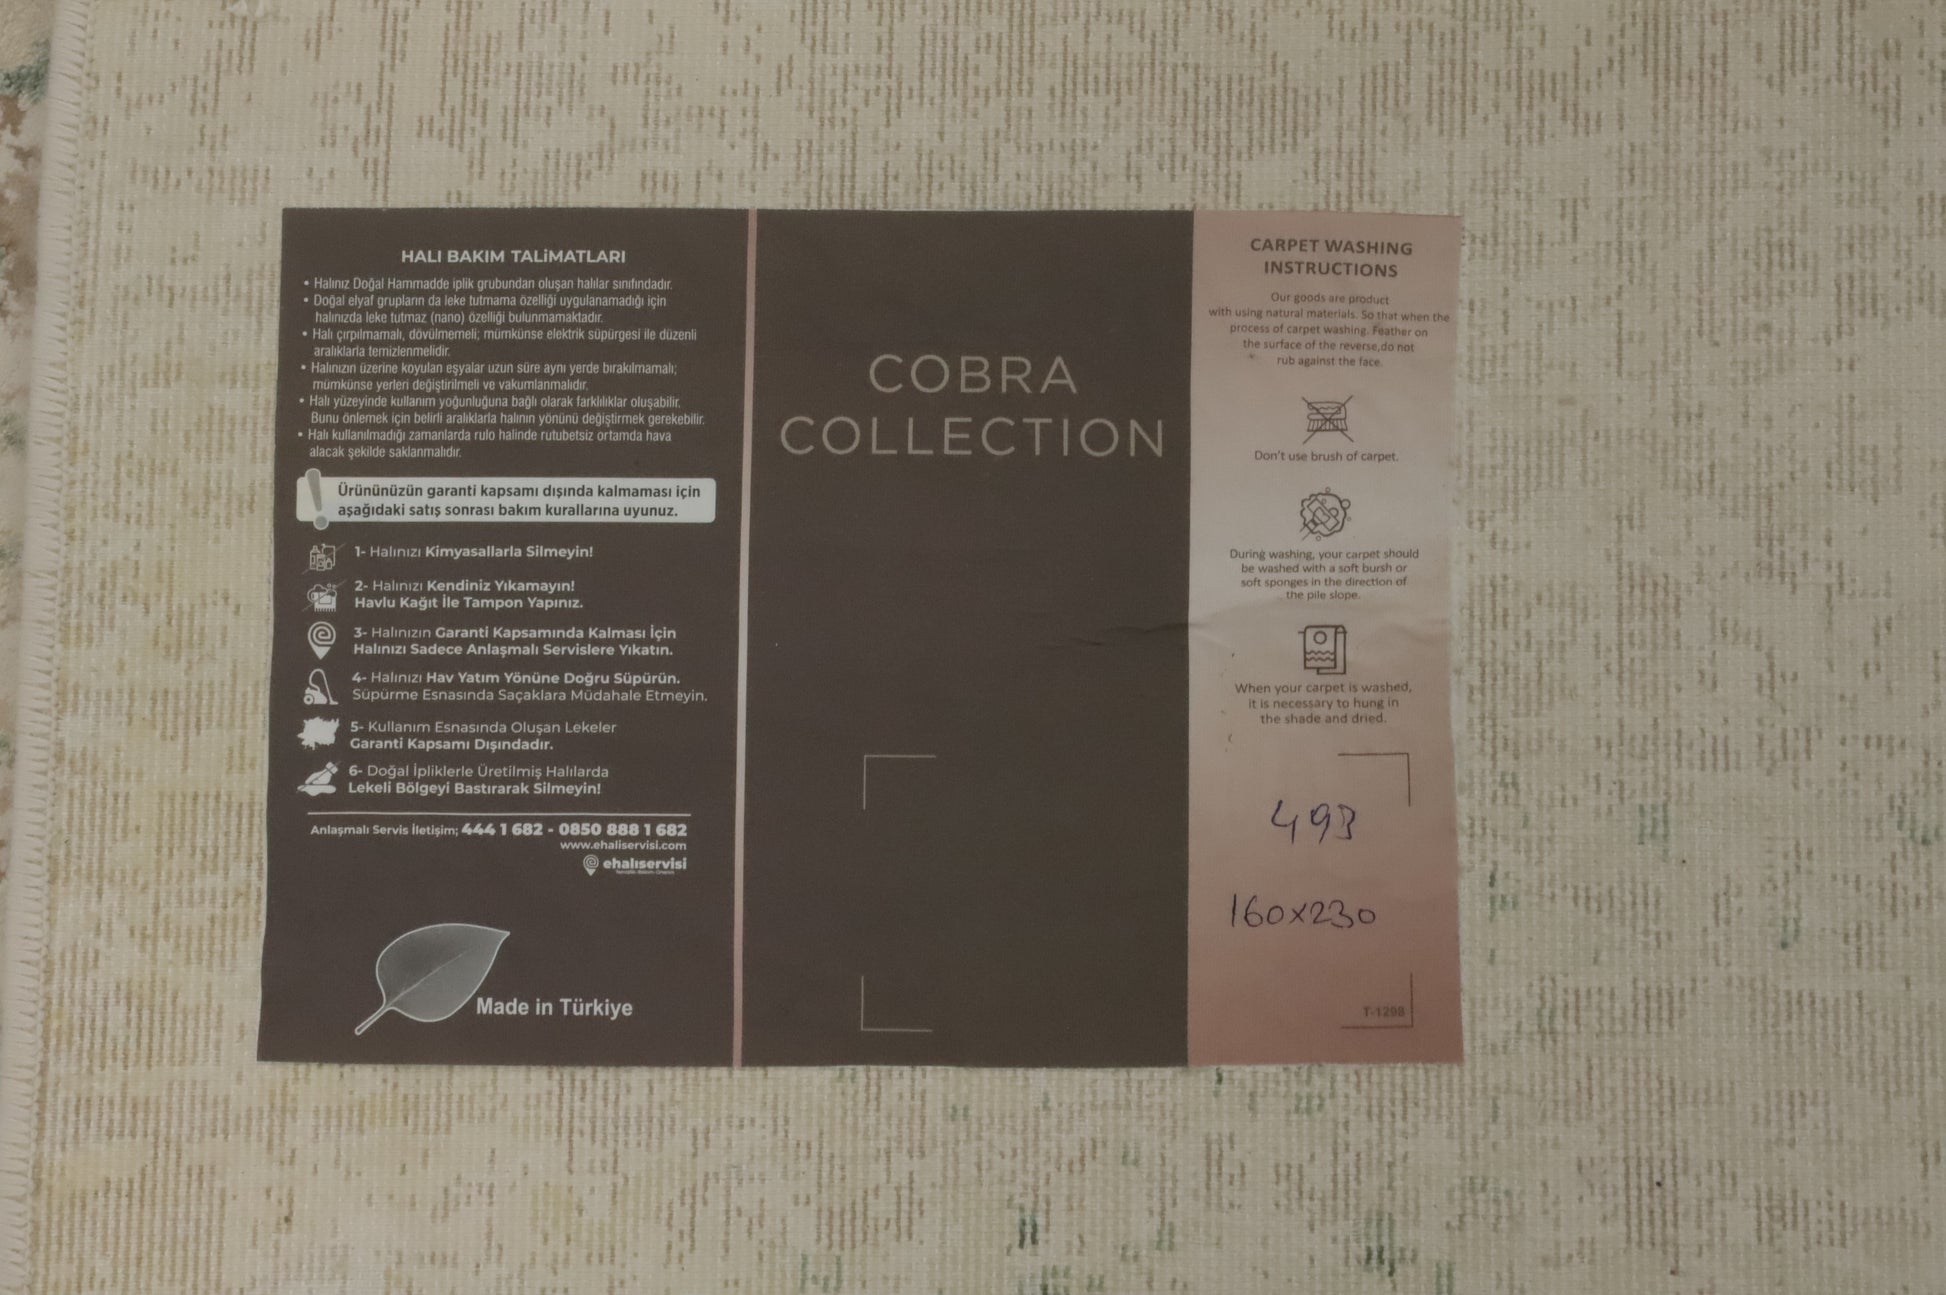 HALI BAKIM TALİMATLARI
• Halınız Doğal Hammadde iplik grubundan oluşan halılar sınıfındadır.
• Doğal elyaf grupların da leke tutmama özelliği uygulanamadığı için
halınızda leke tutmaz (nano) özelliği bulunmamaktadır.
• Halı çırpılmamalı, dövülmemeli; mümkünse elektrik süpürgesi ile düzenli
aralıklarla temizlenmelidir.
• Halınızın üzerine koyulan eşyalar uzun süre aynı yerde bırakılmamalı;
mümkünse yerleri değiştirilmeli ve vakumlanmalıdır.
• Halı yüzeyinde kullanım yoğunluğuna bağlı olarak farklılıklar oluşabilir.
Bunu önlemek için belirli aralıklarla halının yönünü değiştirmek gerekebilir.
• Halı kullanılmadığı zamanlarda rulo halinde rutubetsiz ortamda hava
alacak şekilde saklanmalıdır.
Ürününüzün garanti kapsamı dışında kalmaması için
aşağıdaki satış sonrası bakım kurallarına uyunuz.
1- Halınızı Kimyasallarla Silmeyin!
2- Halınızı Kendiniz Yıkamayın!
Havlu Kağıt İle Tampon Yapınız.
3- Halınızın Garanti Kapsamında Kalması İçin
Halınızı Sadece Anlaşmalı Servislere Yıkatın.
4- Halınızı Hav Yatım Yönüne Doğru Süpürün.
Süpürme Esnasında Saçaklara Müdahale Etmeyin.
5- Kullanım Esnasında Oluşan Lekeler
Garanti Kapsamı Dışındadır.
6- Doğal İpliklerle Üretilmiş Halılarda
Lekeli Bölgeyi Bastırarak Silmeyin!
Anlaşmalı Servis İletişim; 444 1 682 - 0850 888 1 682
www.ehaliservisi.com
ehalıservisi
Made in Türkiye
COBRA
COLLECTION
CARPET WASHING
INSTRUCTIONS
Our goods are product
with using natural materials. So that when the
process of carpet washing. Feather on
the surface of the reverse,do not
rub against the face.
Don't use brush of carpet.
During washing, your carpet should
be washed with a soft bursh or
soft sponges in the direction of
the pile slope.
When your carpet is washed,
it is necessary to hung in
the shade and dried.
493
160x230
T-1298